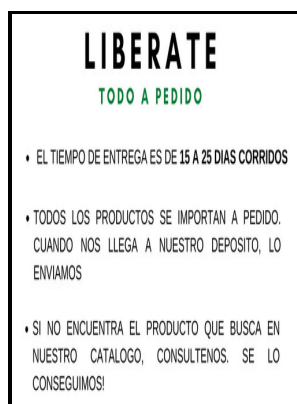 LIBERATE
TODO A PEDIDO
• EL TIEMPO DE ENTREGA ES DE 15 A 25 DIAS CORRIDOS
• TODOS LOS PRODUCTOS SE IMPORTAN A PEDIDO.
CUANDO NOS LLEGA A NUESTRO DEPOSITO, LO
ENVIAMOS
• SI NO ENCUENTRA EL PRODUCTO QUE BUSCA EN
NUESTRO CATALOGO, CONSULTENOS. SE LO
CONSEGUIMOS!